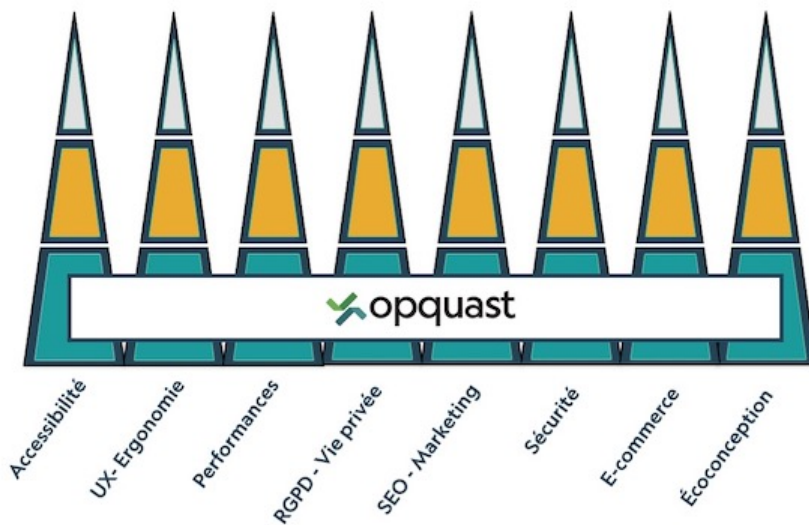 opquast
Accessibilité
UX- Ergonomie
Performances
RGPD - Vie privée
SEO - Marketing
Sécurité
E-commerce
Écoconception